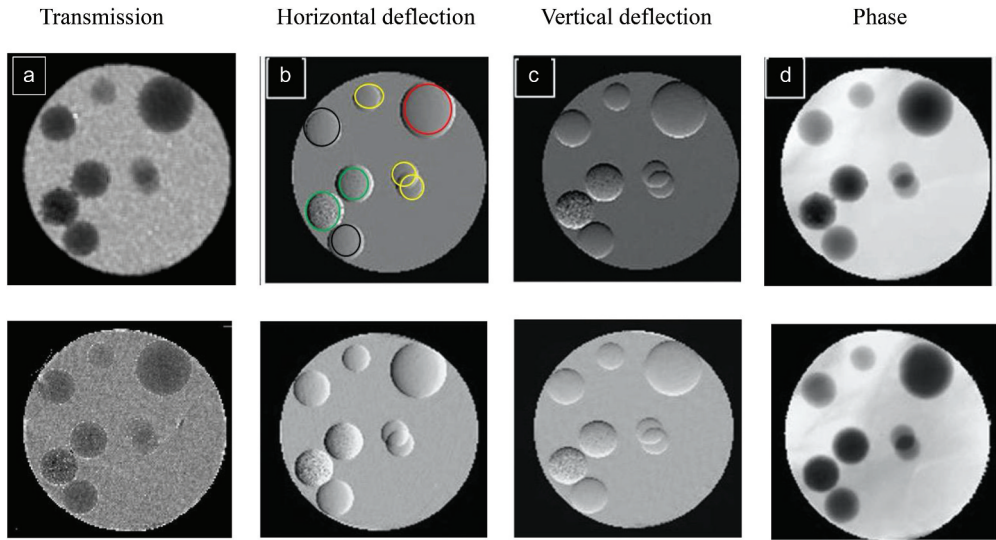 Transmission
Horizontal deflection
Vertical deflection
Phase
a
b
c
d